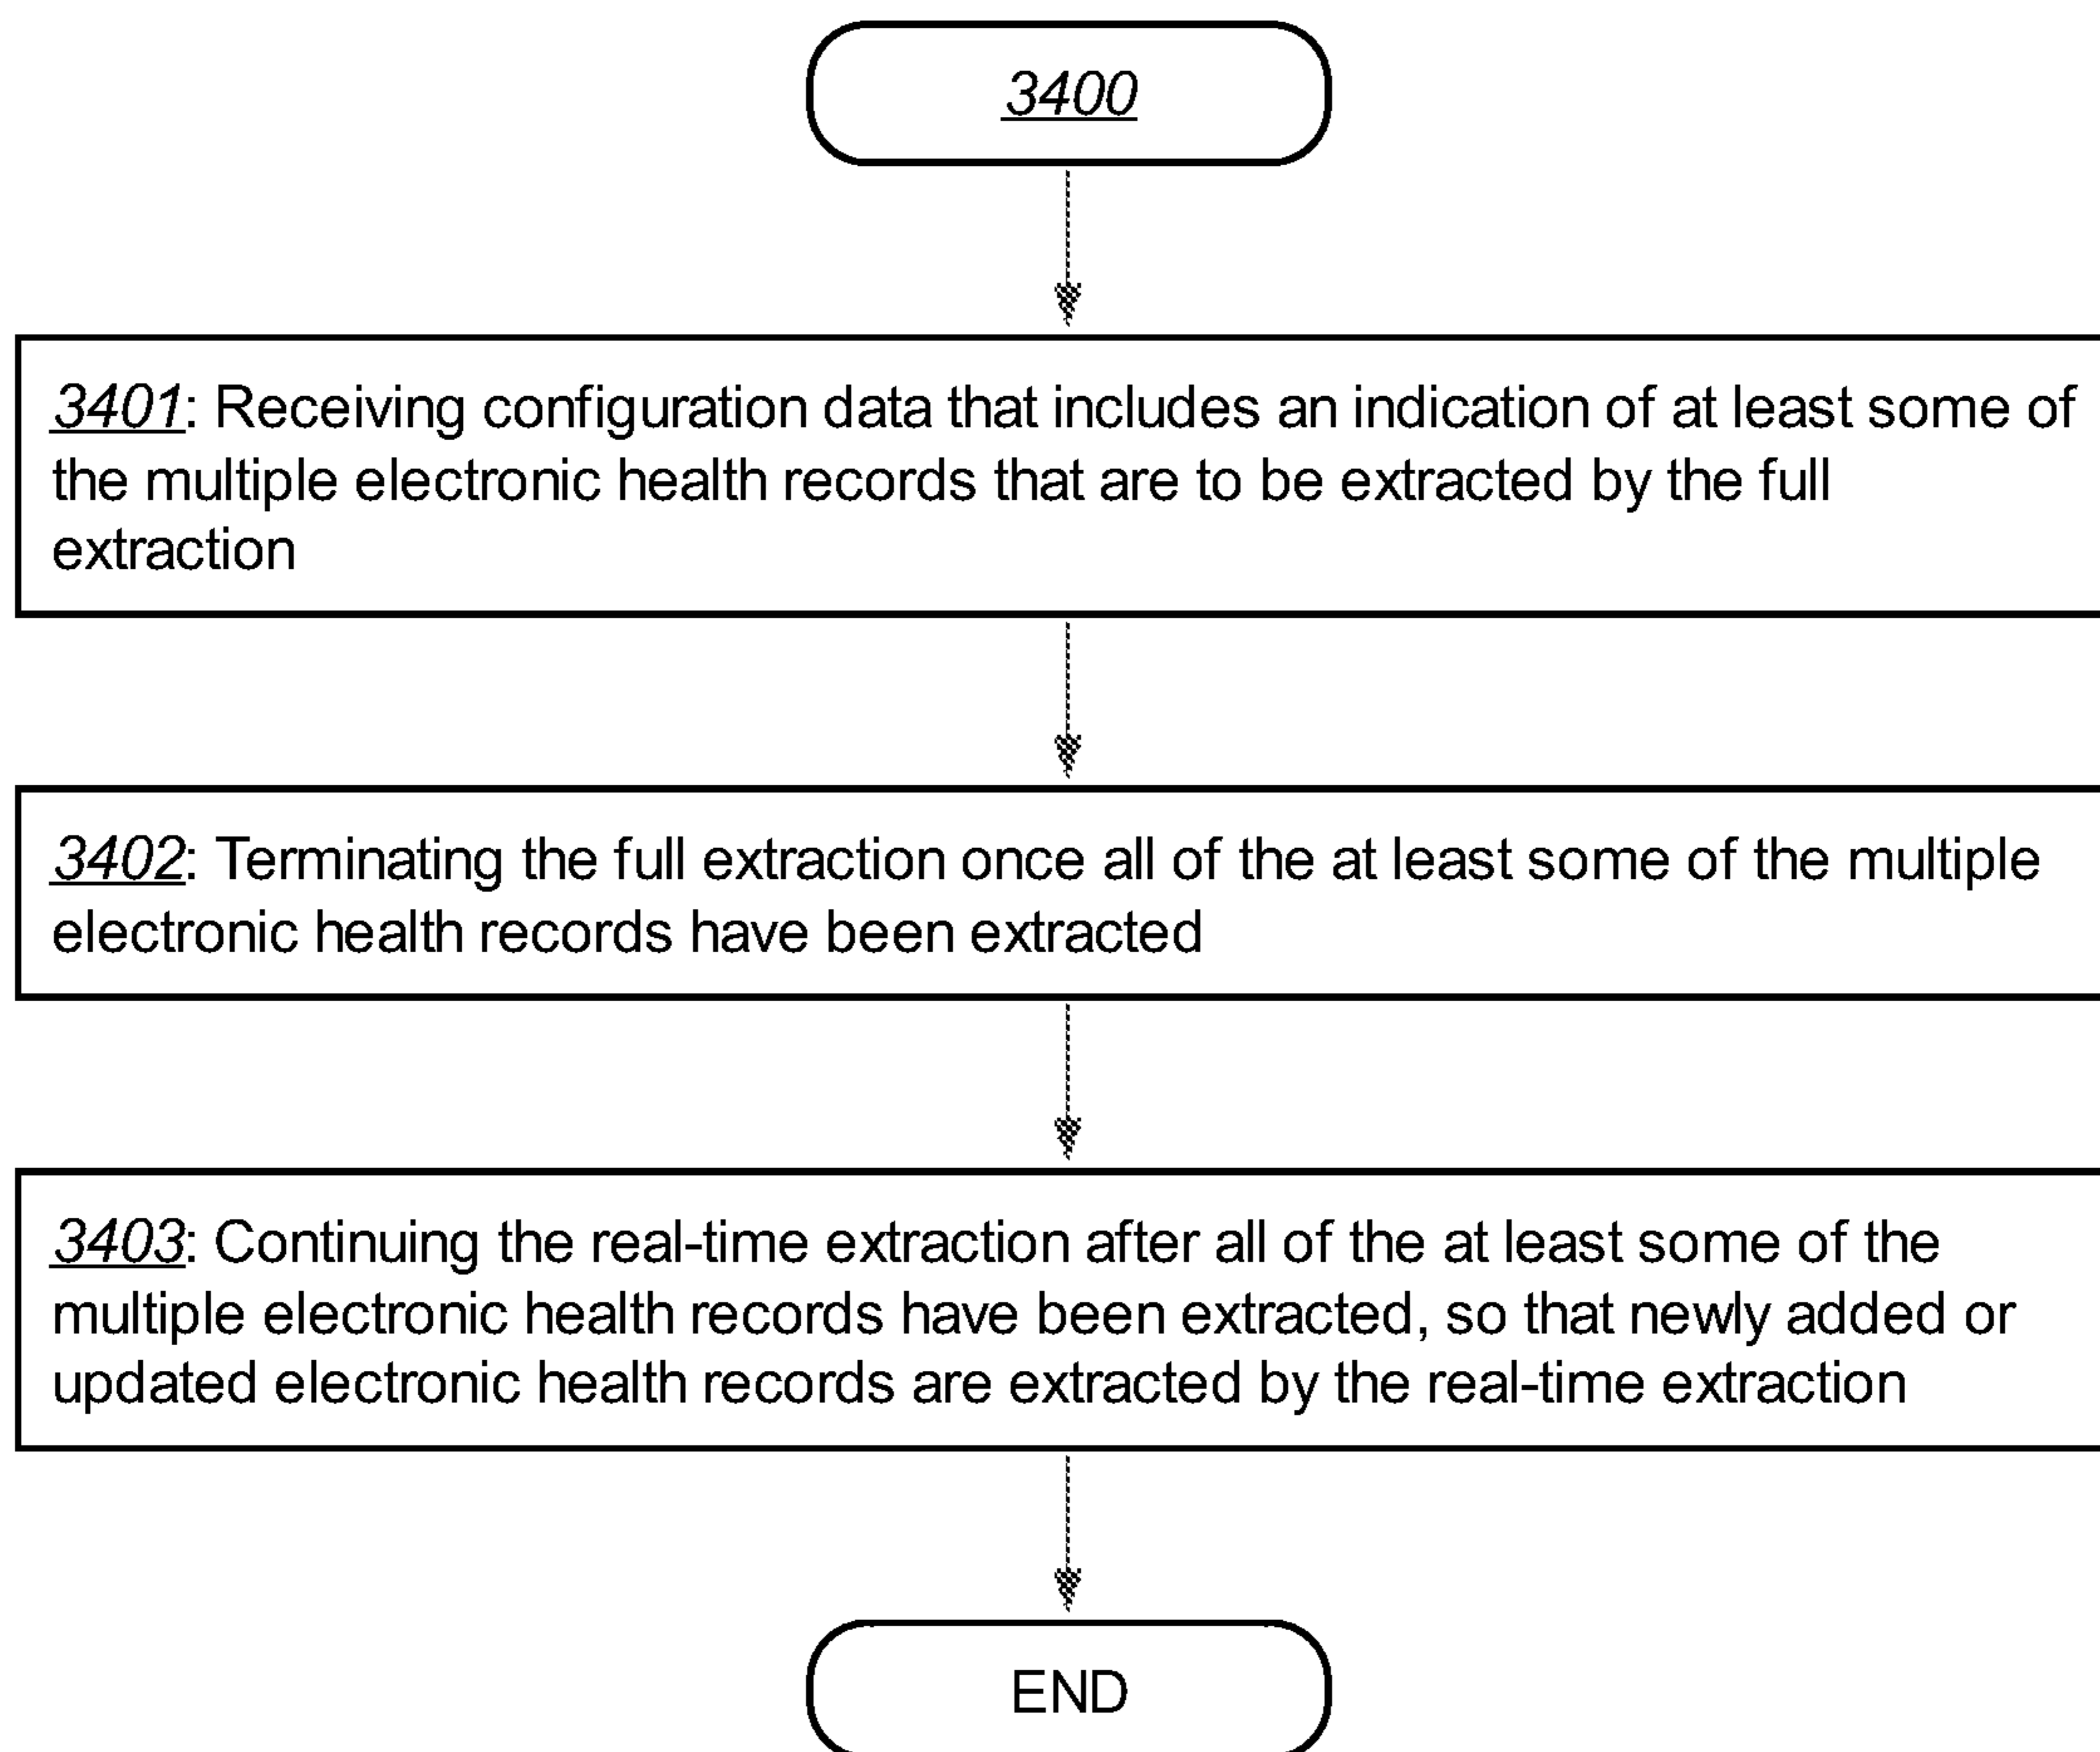 3400
3401: Receiving configuration data that includes an indication of at least some of
the multiple electronic health records that are to be extracted by the full
extraction
3402: Terminating the full extraction once all of the at least some of the multiple
electronic health records have been extracted
3403: Continuing the real-time extraction after all of the at least some of the
multiple electronic health records have been extracted, so that newly added or
updated electronic health records are extracted by the real-time extraction
END